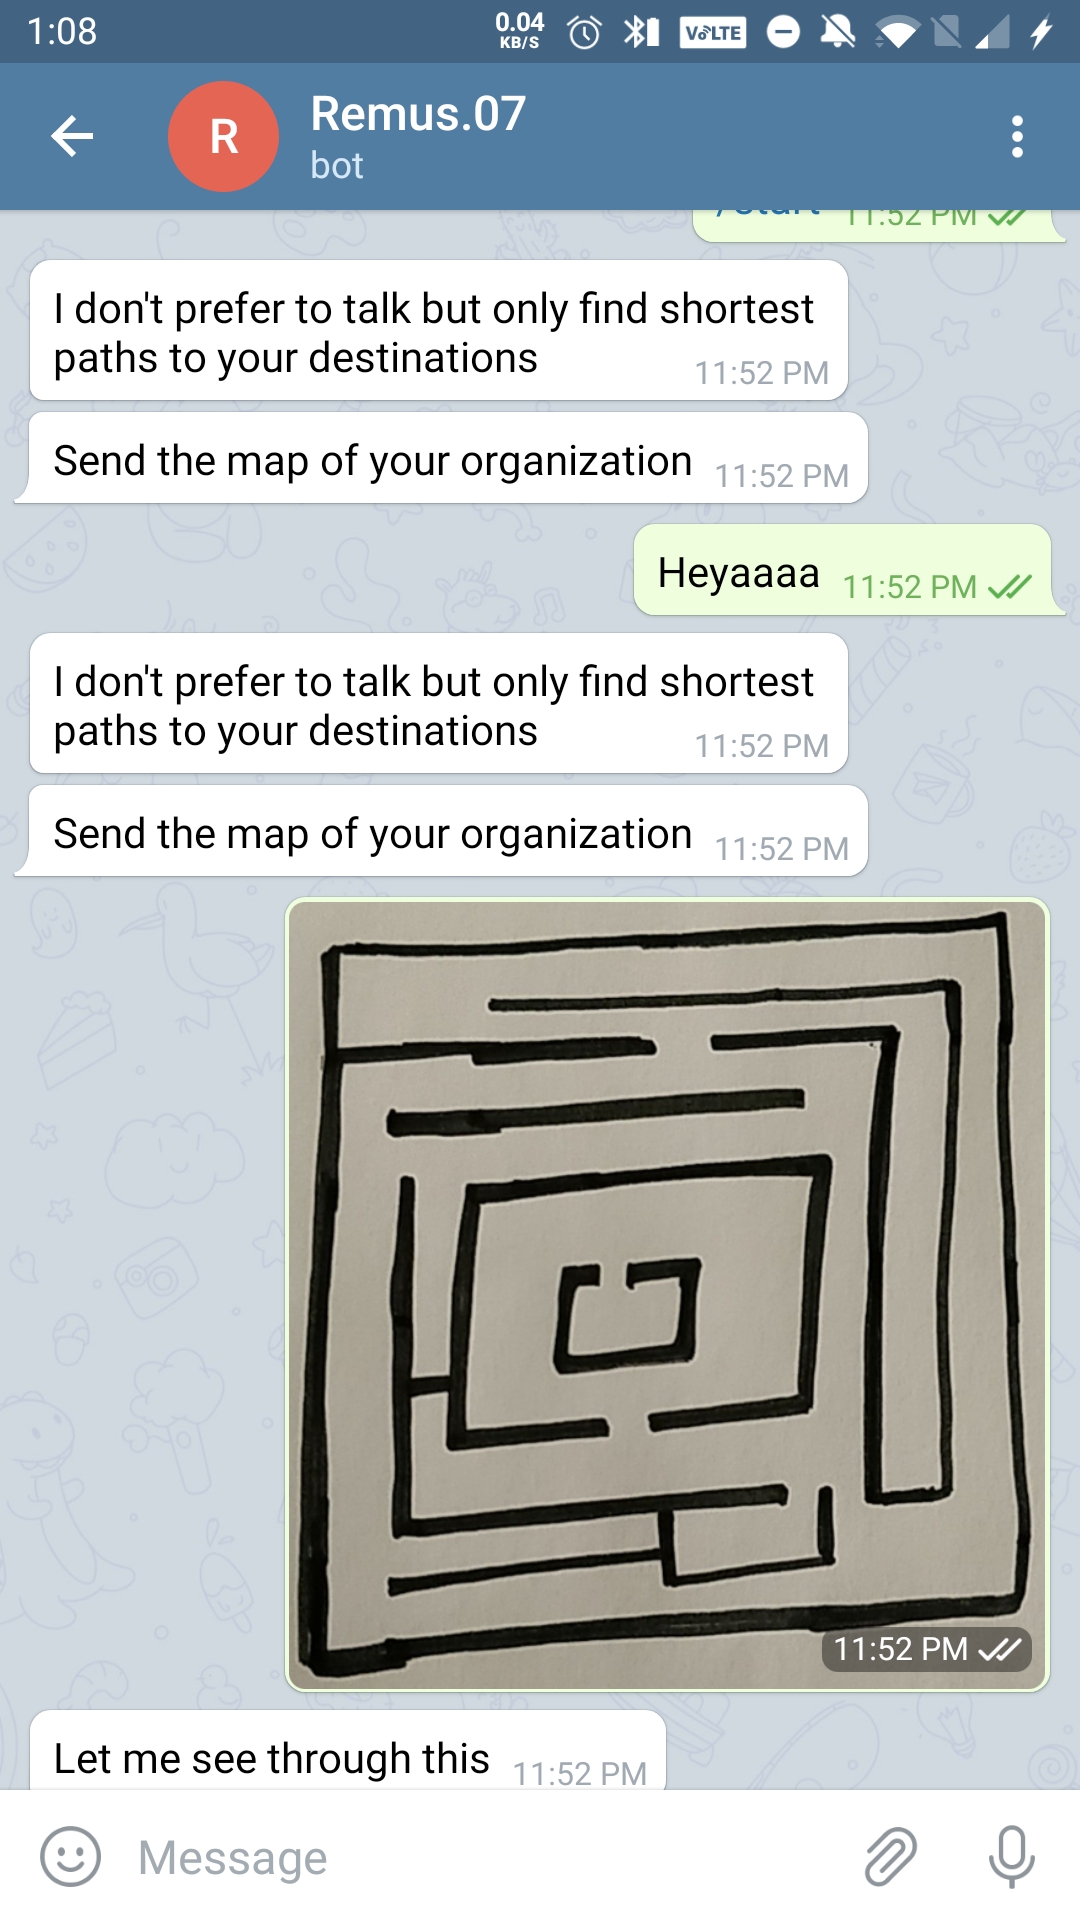 1:08
0.04
KB/S
VoLTE
R
Remus.07
bot
/start 11:52 PM
I don't prefer to talk but only find shortest
paths to your destinations
11:52 PM
Send the map of your organization 11:52 PM
Heyaaaa 11:52 PM
I don't prefer to talk but only find shortest
paths to your destinations
11:52 PM
Send the map of your organization 11:52 PM
11:52 PM
Let me see through this 11:52 PM
Message